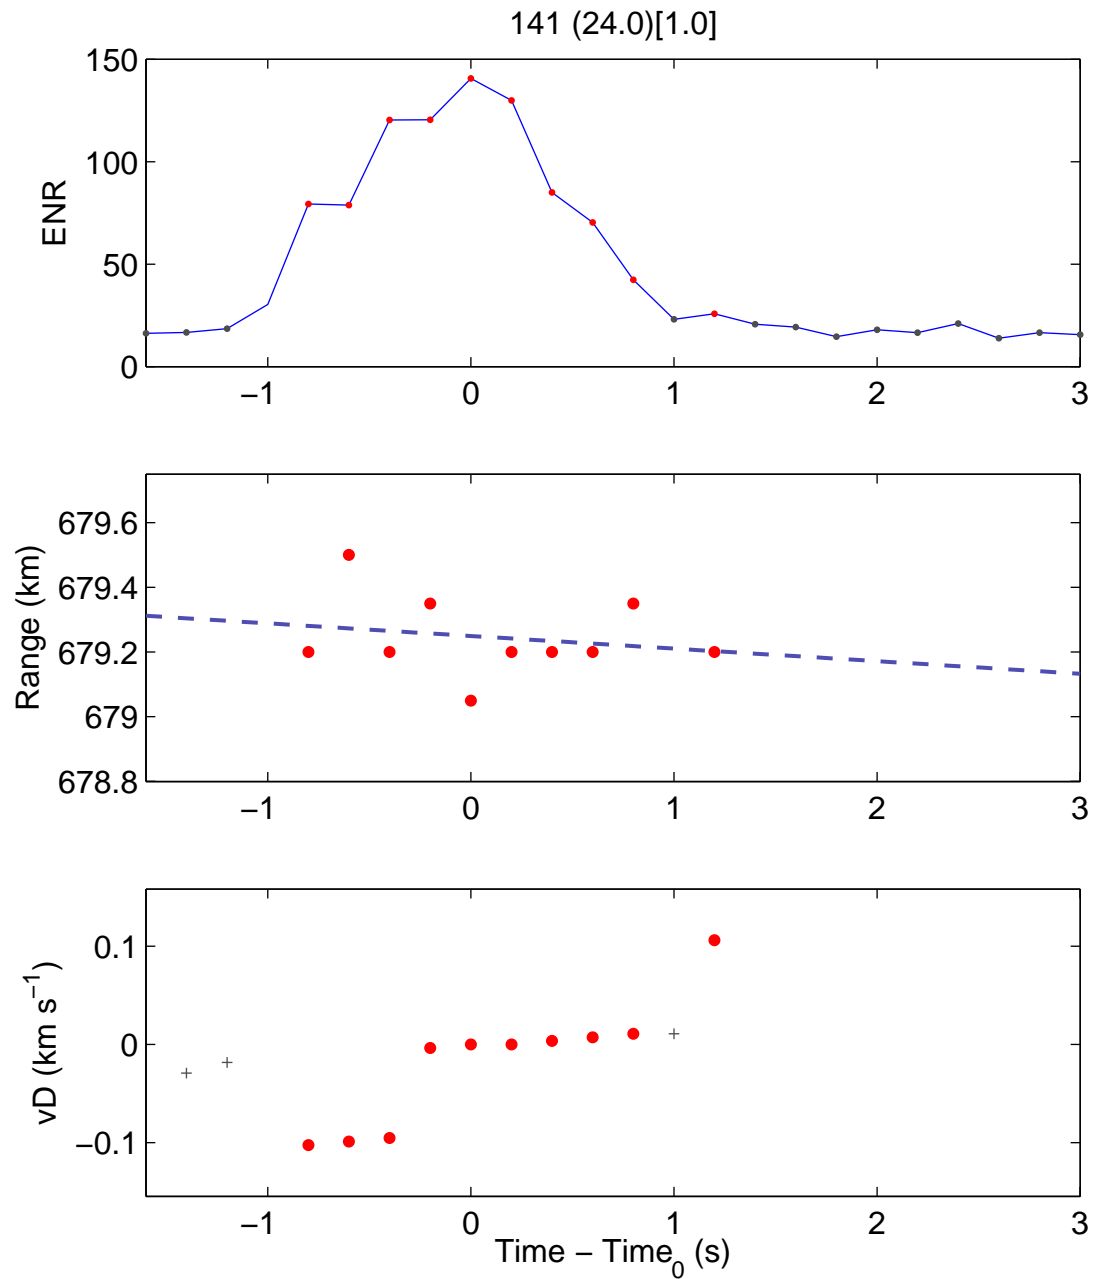 141 (24.0)[1.0]
150
100
50
0
ENR
−1 0 1 2 3
679.6
679.4
679.2
679
678.8
Range (km)
−1 0 1 2 3
0.1
0
−0.1
vD (km s⁻¹)
−1 0 1 2 3
Time − Time₀ (s)